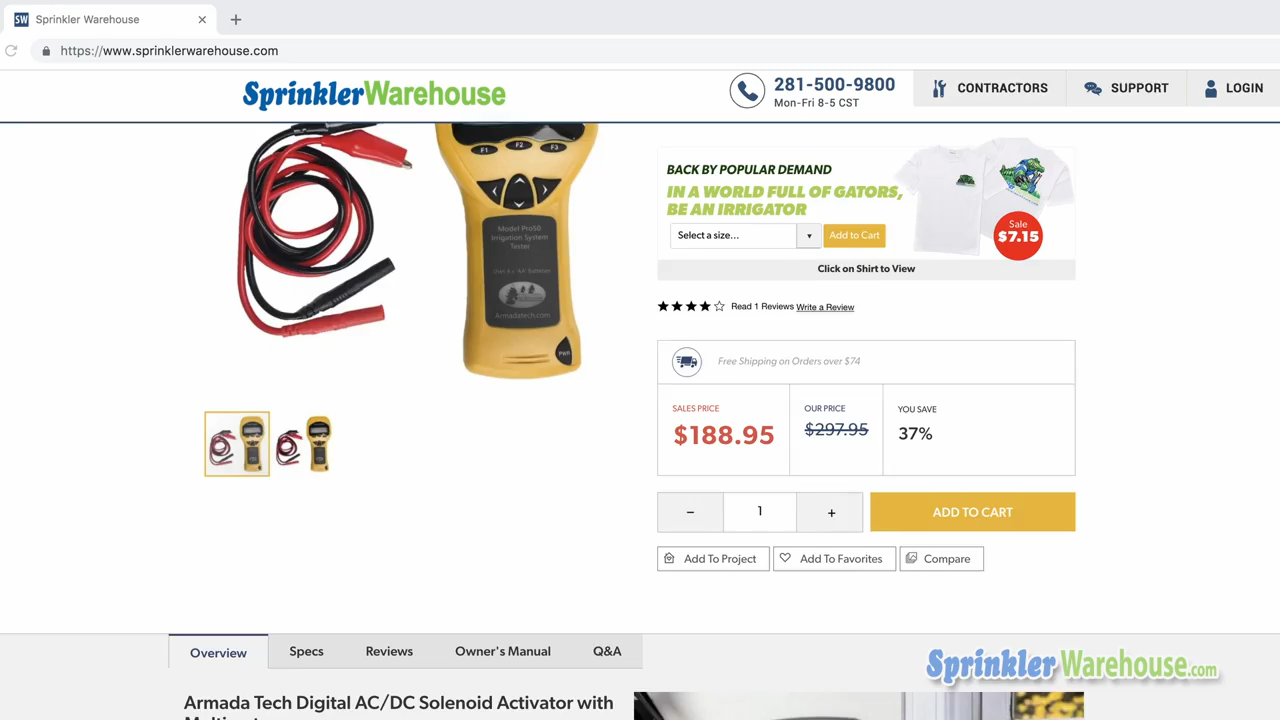 SW Sprinkler Warehouse
https://www.sprinklerwarehouse.com
SprinklerWarehouse
281-500-9800
Mon-Fri 8-5 CST
CONTRACTORS
SUPPORT
LOGIN
F1 F2 F3
Model Pro50
Irrigation System
Tester
Armadatech.com
PWR
BACK BY POPULAR DEMAND
IN A WORLD FULL OF GATORS,
BE AN IRRIGATOR
Select a size...
Add to Cart
Sale
$7.15
Click on Shirt to View
Read 1 Reviews Write a Review
Free Shipping on Orders over $74
SALES PRICE
$188.95
OUR PRICE
$297.95
YOU SAVE
37%
- 1 +
ADD TO CART
Add To Project
Add To Favorites
Compare
Overview
Specs
Reviews
Owner's Manual
Q&A
SprinklerWarehouse.com
Armada Tech Digital AC/DC Solenoid Activator with